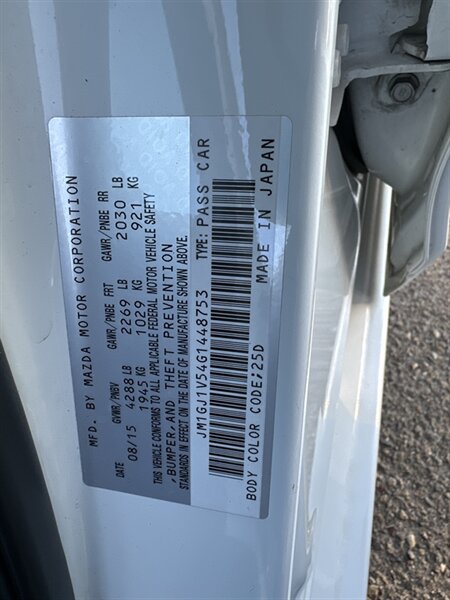 MFD. BY MAZDA MOTOR CORPORATION
DATE GVWR/PNBV GAWR/PNBE FRT GAWR/PNBE RR
08/15 4288 LB 2269 LB 2030 LB
1945 KG 1029 KG 921 KG
THIS VEHICLE CONFORMS TO ALL APPLICABLE FEDERAL MOTOR VEHICLE SAFETY
,BUMPER,AND THEFT PREVENTION
STANDARDS IN EFFECT ON THE DATE OF MANUFACTURE SHOWN ABOVE.
JM1GJ1V54G1448753 TYPE: PASS CAR
BODY COLOR CODE;25D MADE IN JAPAN